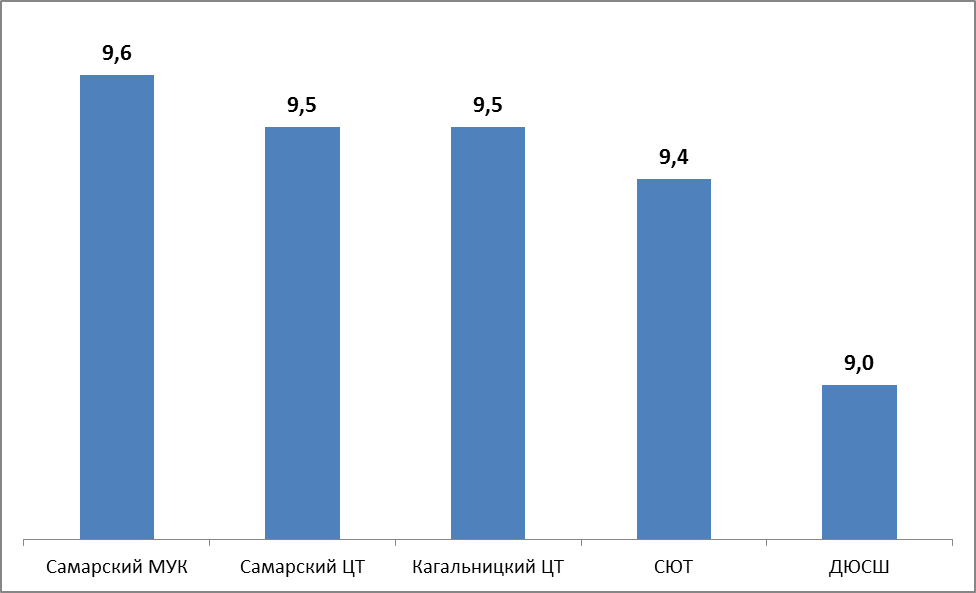 9,6
9,5
9,5
9,4
9,0
Самарский МУК
Самарский ЦТ
Кагальницкий ЦТ
СЮТ
ДЮСШ